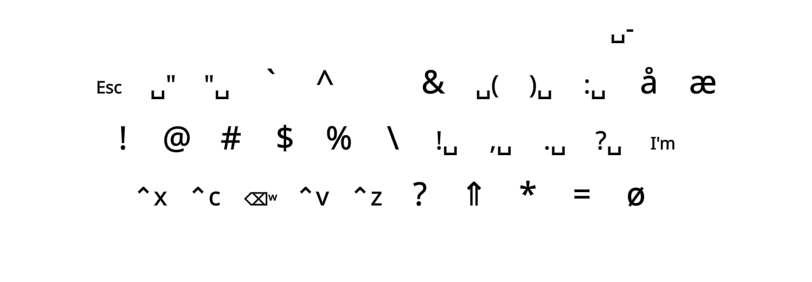 ␣-
Esc ␣" "␣ ` ^ & ␣( )␣ :␣ å æ
! @ # $ % \ !␣ ,␣ .␣ ?␣ I'm
^x ^c ⌫w ^v ^z ? ⇑ * = ø